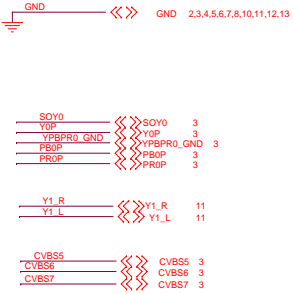 GND GND 2,3,4,5,6,7,8,10,11,12,13
SOY0 SOY0 3
Y0P Y0P 3
YPBPR0_GND YPBPR0_GND 3
PB0P PB0P 3
PR0P PR0P 3
Y1_R Y1_R 11
Y1_L Y1_L 11
CVBS5 CVBS5 3
CVBS6 CVBS6 3
CVBS7 CVBS7 3